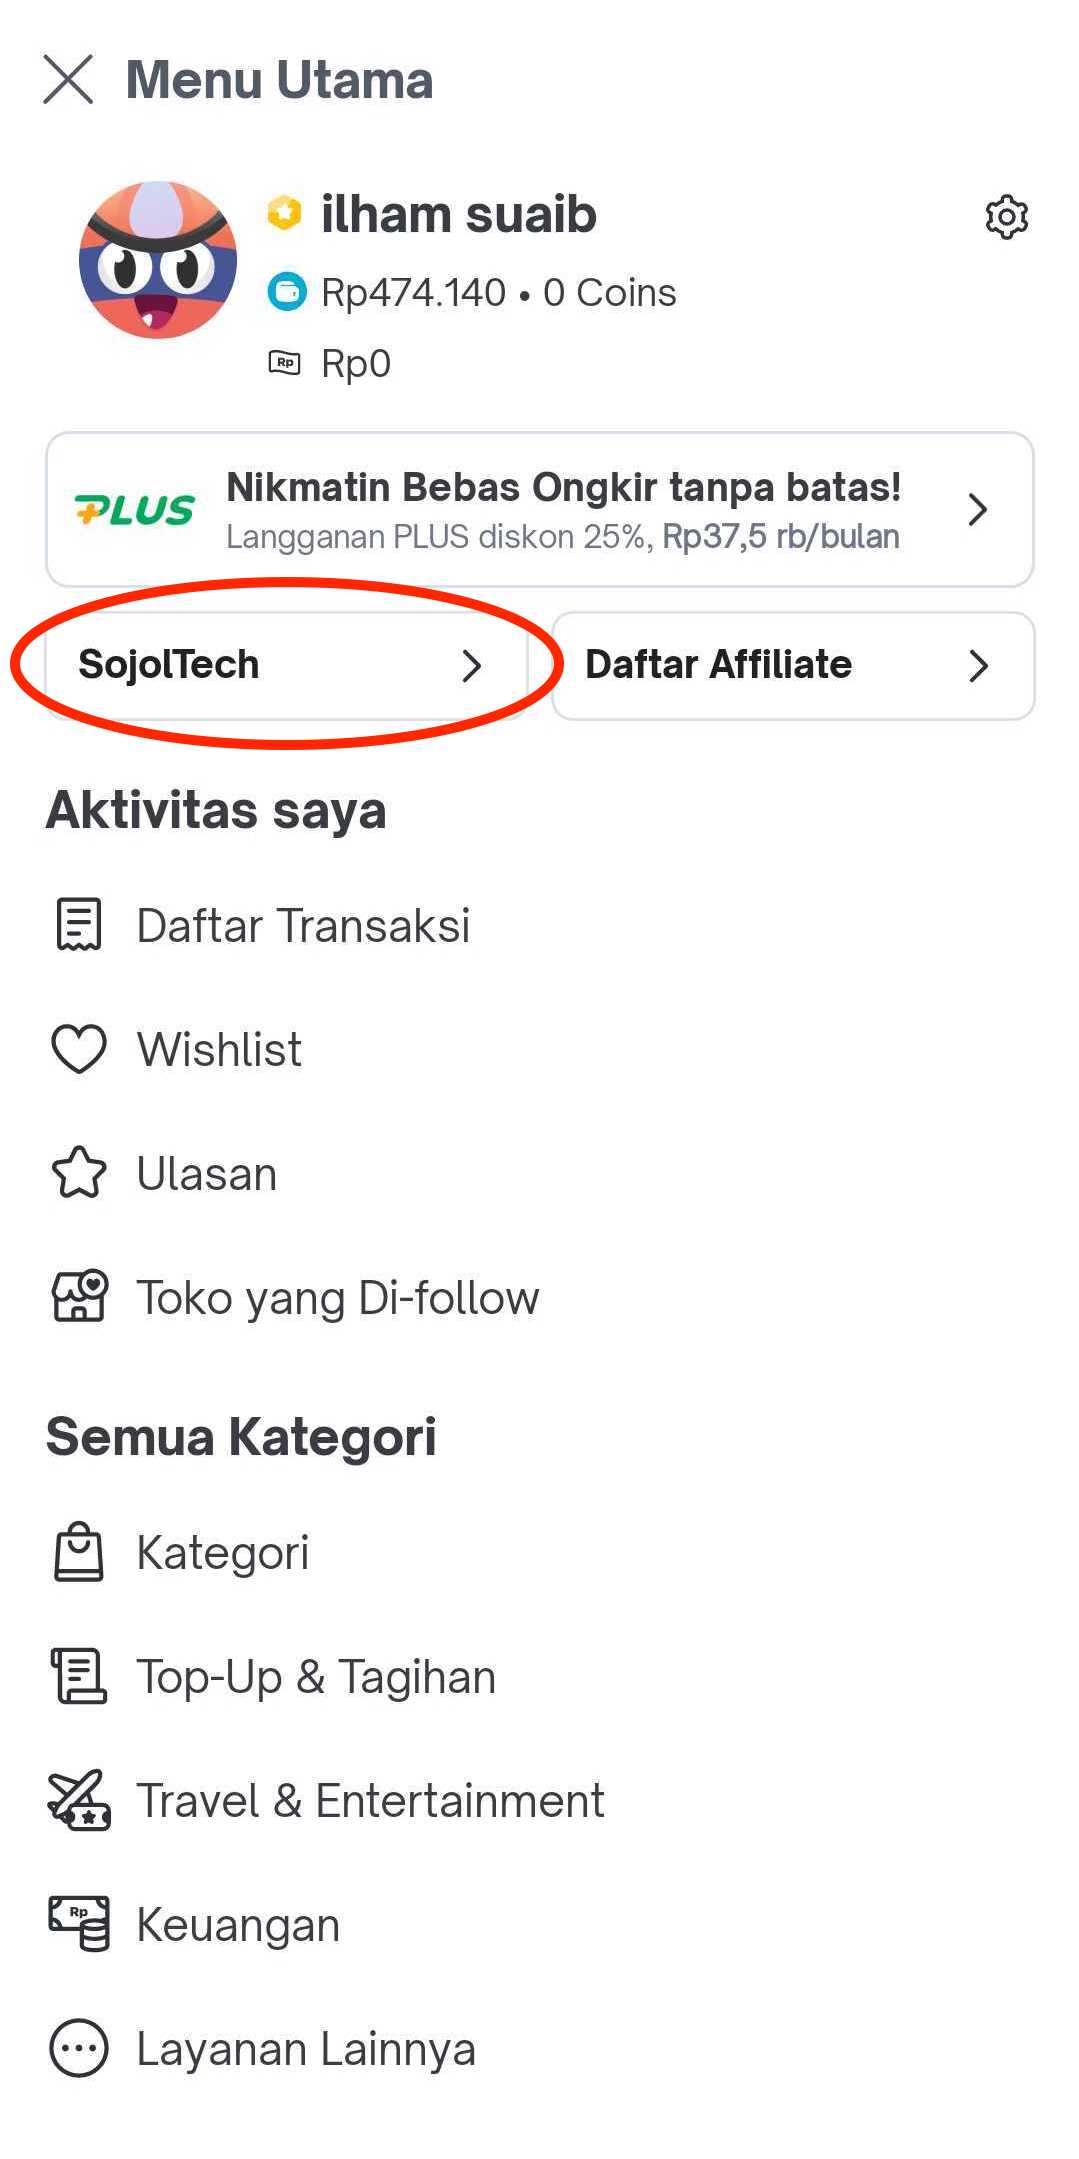 Menu Utama
ilham suaib
Rp474.140 • 0 Coins
Rp Rp0
PLUS
Nikmatin Bebas Ongkir tanpa batas!
Langganan PLUS diskon 25%, Rp37,5 rb/bulan
SojolTech
Daftar Affiliate
Aktivitas saya
Daftar Transaksi
Wishlist
Ulasan
Toko yang Di-follow
Semua Kategori
Kategori
Top-Up & Tagihan
Travel & Entertainment
Rp Keuangan
Layanan Lainnya